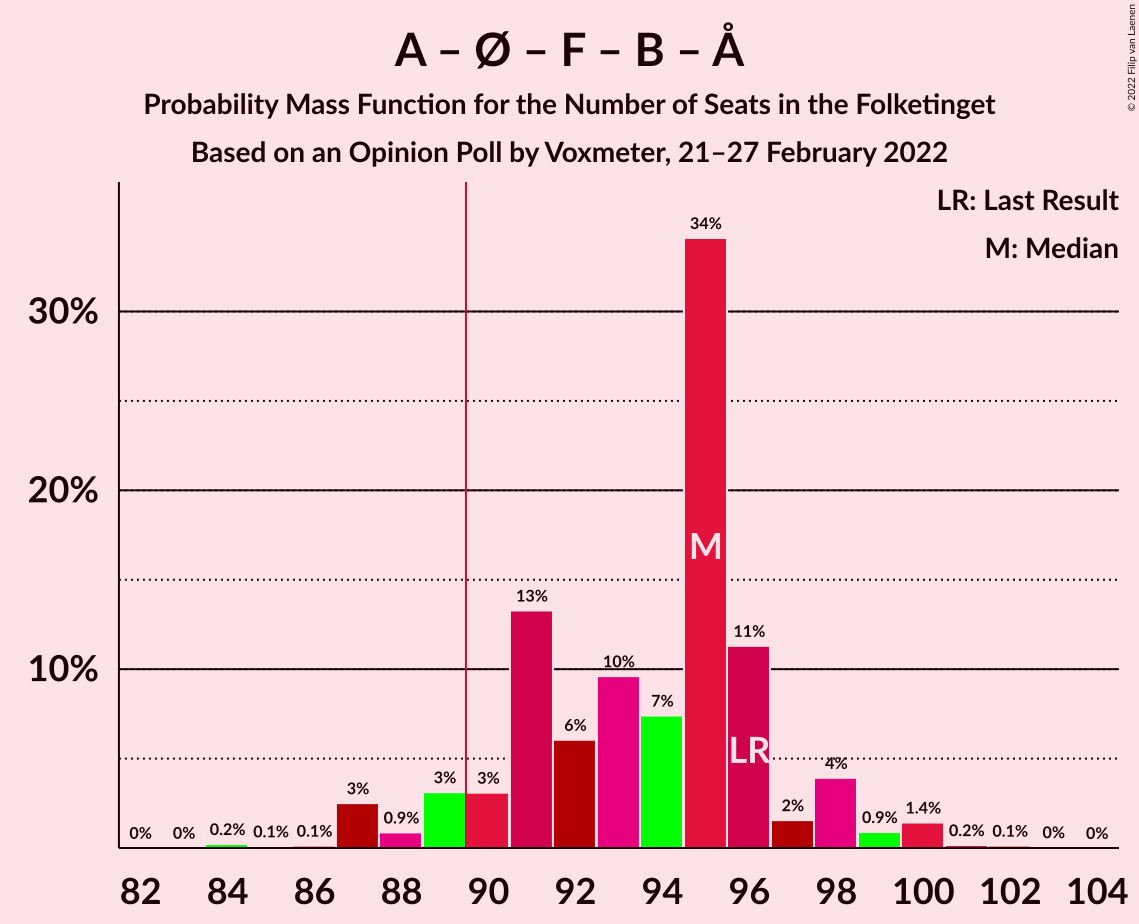 A – Ø – F – B – Å
Probability Mass Function for the Number of Seats in the Folketinget
Based on an Opinion Poll by Voxmeter, 21–27 February 2022
© 2022 Filip van Laenen
LR: Last Result
M: Median
30%
20%
10%
0%
0%
0.2%
0.1%
0.1%
3%
0.9%
3%
3%
13%
6%
10%
7%
34%
11%
2%
4%
0.9%
1.4%
0.2%
0.1%
0%
0%
M
LR
82 84 86 88 90 92 94 96 98 100 102 104